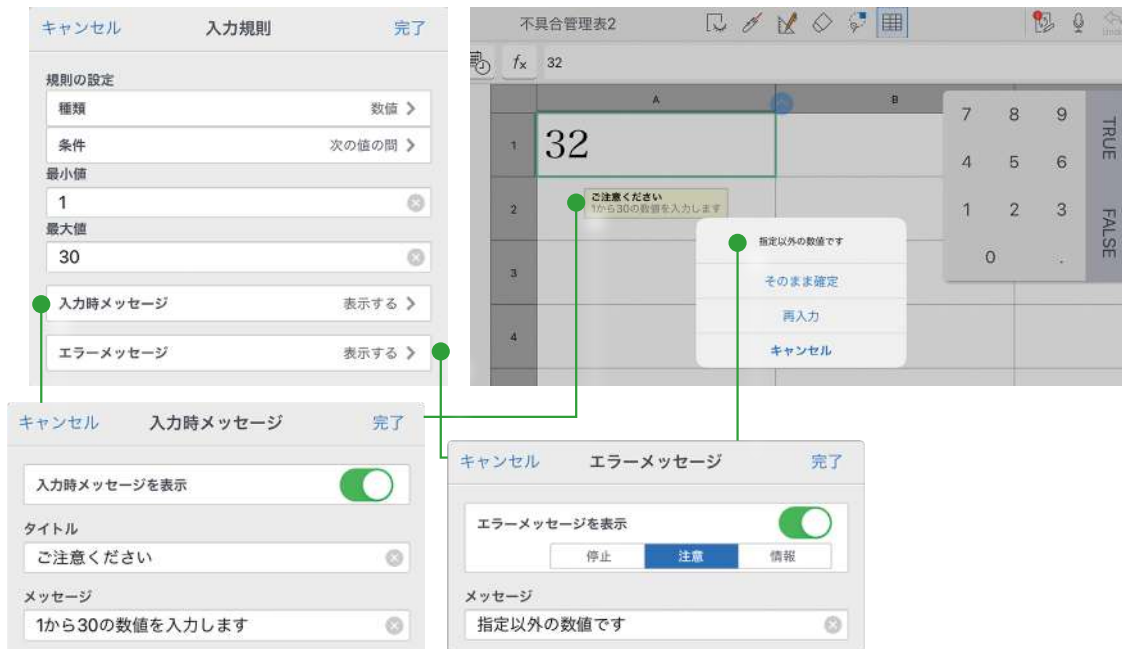 キャンセル 入力規則 完了
規則の設定
種類 数値
条件 次の値の間
最小値
1
最大値
30
入力時メッセージ 表示する
エラーメッセージ 表示する
不具合管理表2
Undo
fx 32
A B
1 32
2
3
4
ご注意ください
1から30の数値を入力します
指定以外の数値です
そのまま確定
再入力
キャンセル
7 8 9
4 5 6
1 2 3
0 .
TRUE
FALSE
キャンセル 入力時メッセージ 完了
入力時メッセージを表示
タイトル
ご注意ください
メッセージ
1から30の数値を入力します
キャンセル エラーメッセージ 完了
エラーメッセージを表示
停止 注意 情報
メッセージ
指定以外の数値です